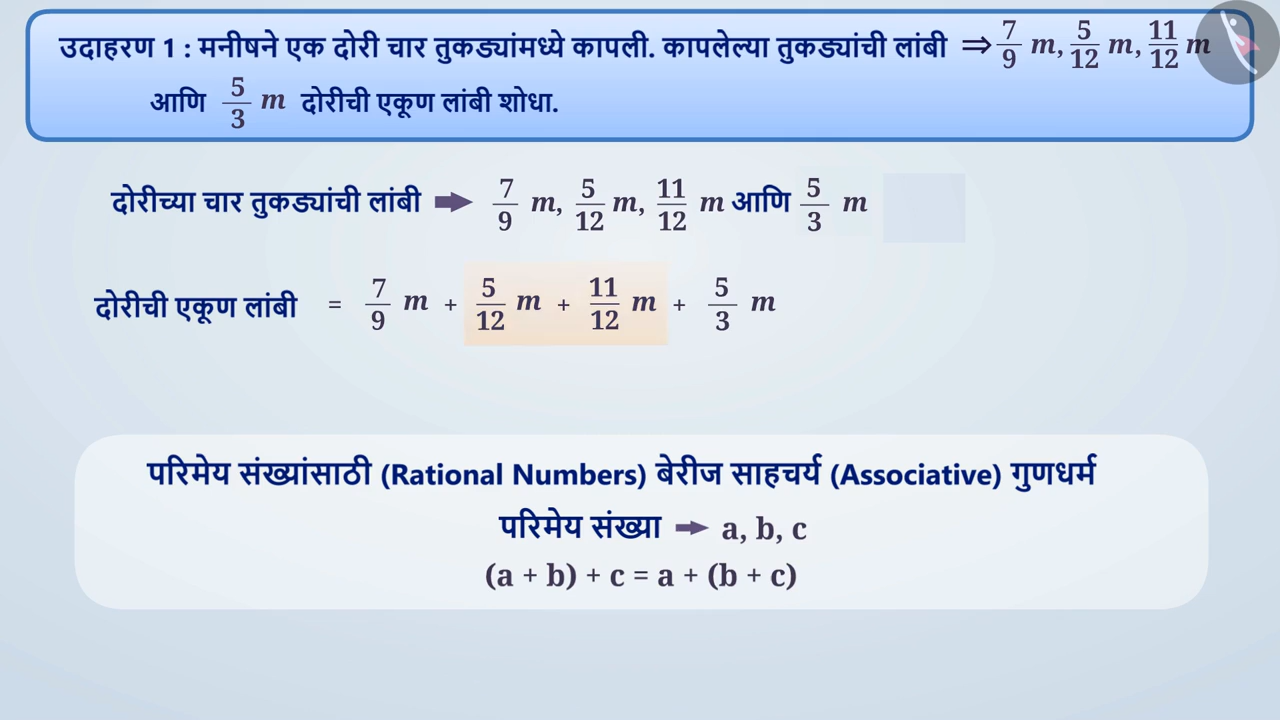 उदाहरण 1 : मनीषने एक दोरी चार तुकड्यांमध्ये कापली. कापलेल्या तुकड्यांची लांबी ⇒ 7/9 m, 5/12 m, 11/12 m
आणि 5/3 m दोरीची एकूण लांबी शोधा.
दोरीच्या चार तुकड्यांची लांबी ➡ 7/9 m, 5/12 m, 11/12 m आणि 5/3 m
दोरीची एकूण लांबी = 7/9 m + 5/12 m + 11/12 m + 5/3 m
परिमेय संख्यांसाठी (Rational Numbers) बेरीज साहचर्य (Associative) गुणधर्म
परिमेय संख्या ➡ a, b, c
(a + b) + c = a + (b + c)